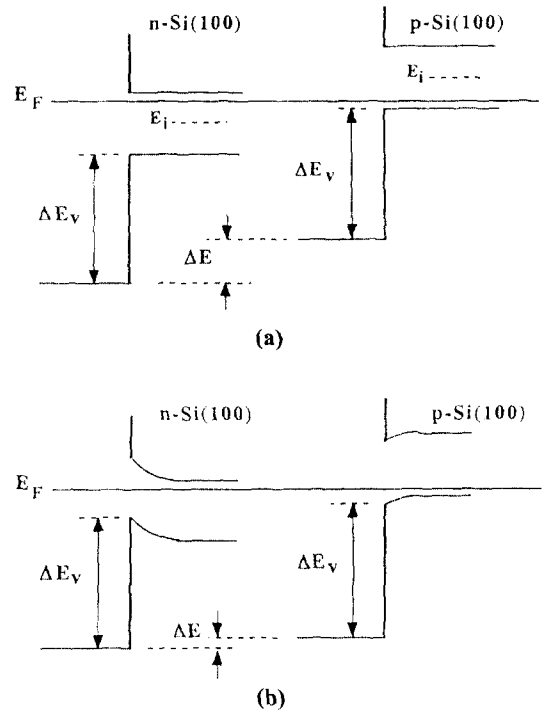 n-Si(100)
p-Si(100)
E_i
E_F
E_i
ΔE_v
ΔE_v
ΔE
(a)
n-Si(100)
p-Si(100)
E_F
ΔE_v
ΔE_v
ΔE
(b)